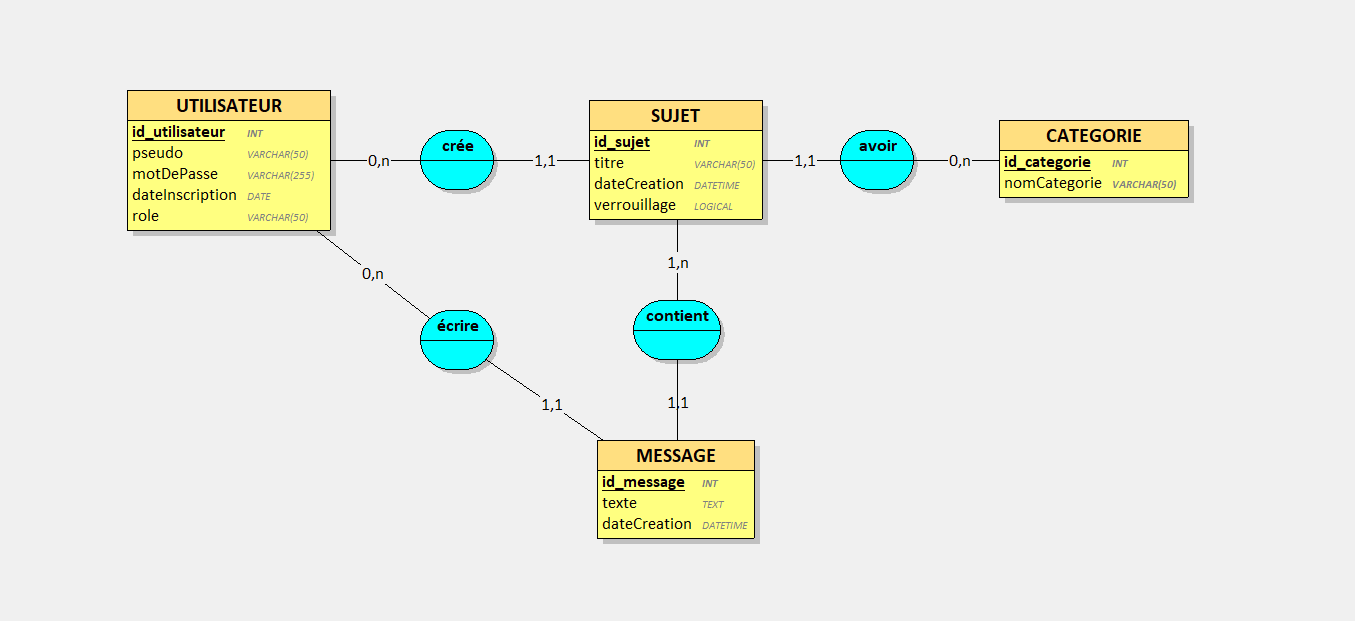 UTILISATEUR
id_utilisateur INT
pseudo VARCHAR(50)
motDePasse VARCHAR(255)
dateInscription DATE
role VARCHAR(50)
0,n
crée
1,1
SUJET
id_sujet INT
titre VARCHAR(50)
dateCreation DATETIME
verrouillage LOGICAL
1,1
avoir
0,n
CATEGORIE
id_categorie INT
nomCategorie VARCHAR(50)
0,n
écrire
1,1
1,n
contient
1,1
MESSAGE
id_message INT
texte TEXT
dateCreation DATETIME